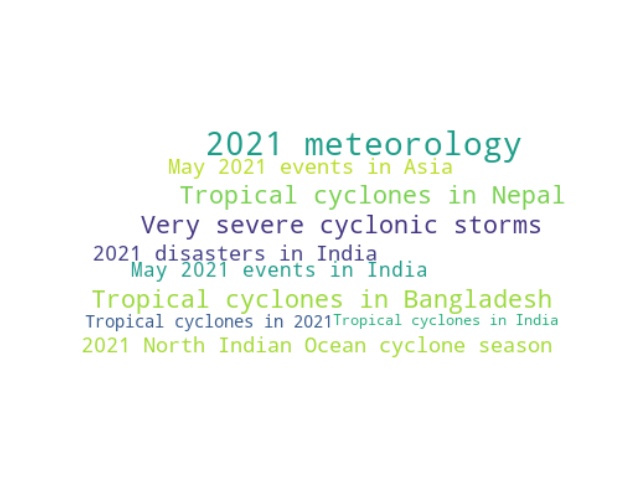 2021 meteorology
May 2021 events in Asia
Tropical cyclones in Nepal
Very severe cyclonic storms
2021 disasters in India
May 2021 events in India
Tropical cyclones in Bangladesh
Tropical cyclones in 2021 Tropical cyclones in India
2021 North Indian Ocean cyclone season